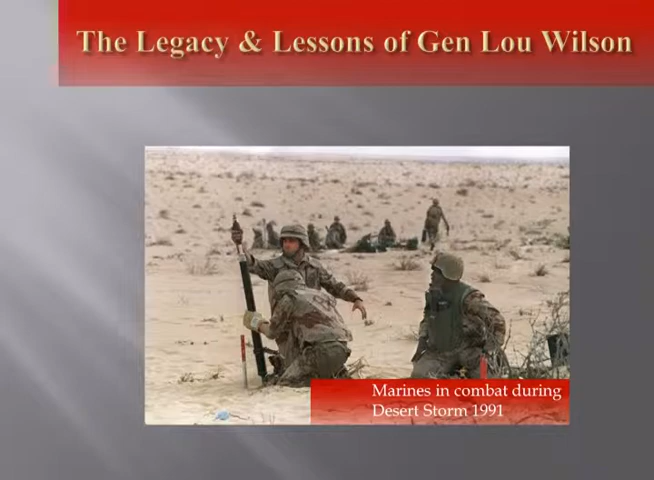 The Legacy & Lessons of Gen Lou Wilson
Marines in combat during
Desert Storm 1991